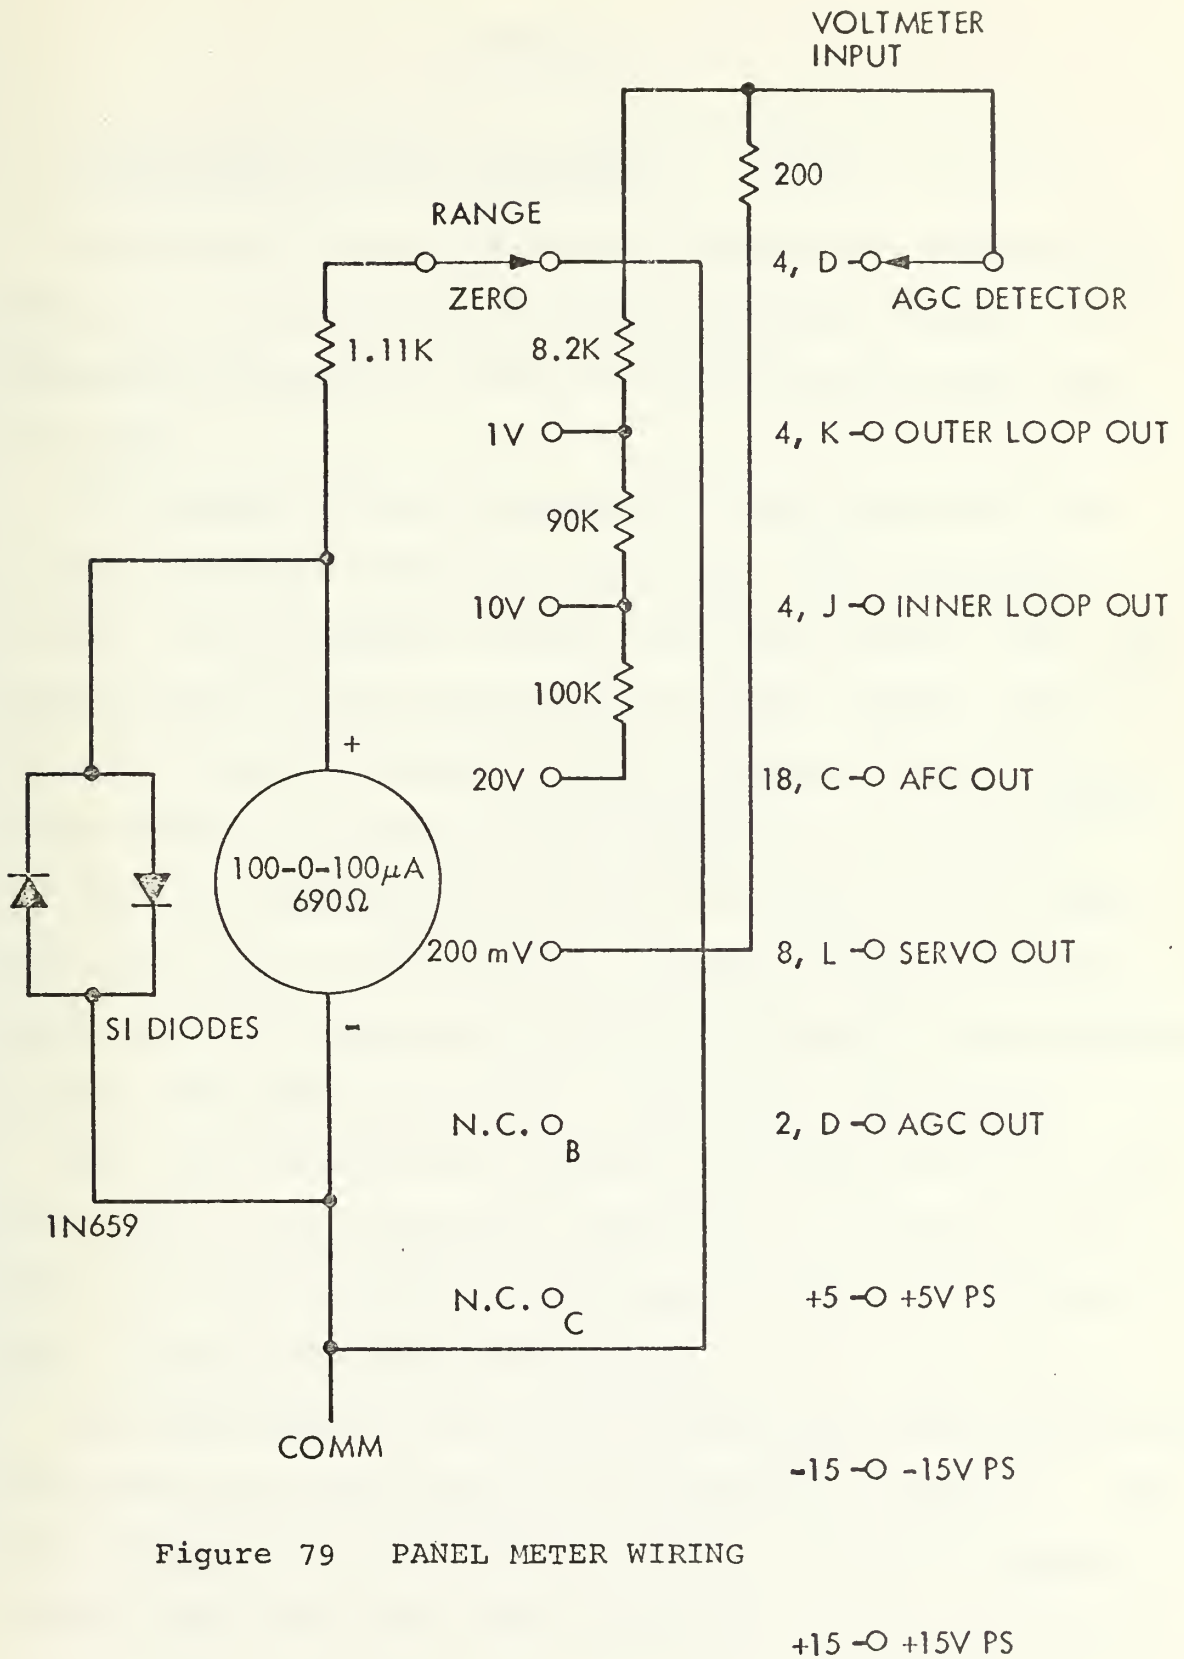 VOLTMETER
INPUT
200
RANGE
4, D
ZERO
AGC DETECTOR
1.11K
8.2K
1V
4, K
OUTER LOOP OUT
90K
10V
4, J
INNER LOOP OUT
100K
+
20V
18, C
AFC OUT
100-0-100μA
690Ω
200 mV
8, L
SERVO OUT
SI DIODES
-
N.C.
B
2, D
AGC OUT
1N659
N.C.
C
+5
+5V PS
COMM
-15
-15V PS
Figure 79 PANEL METER WIRING
+15
+15V PS